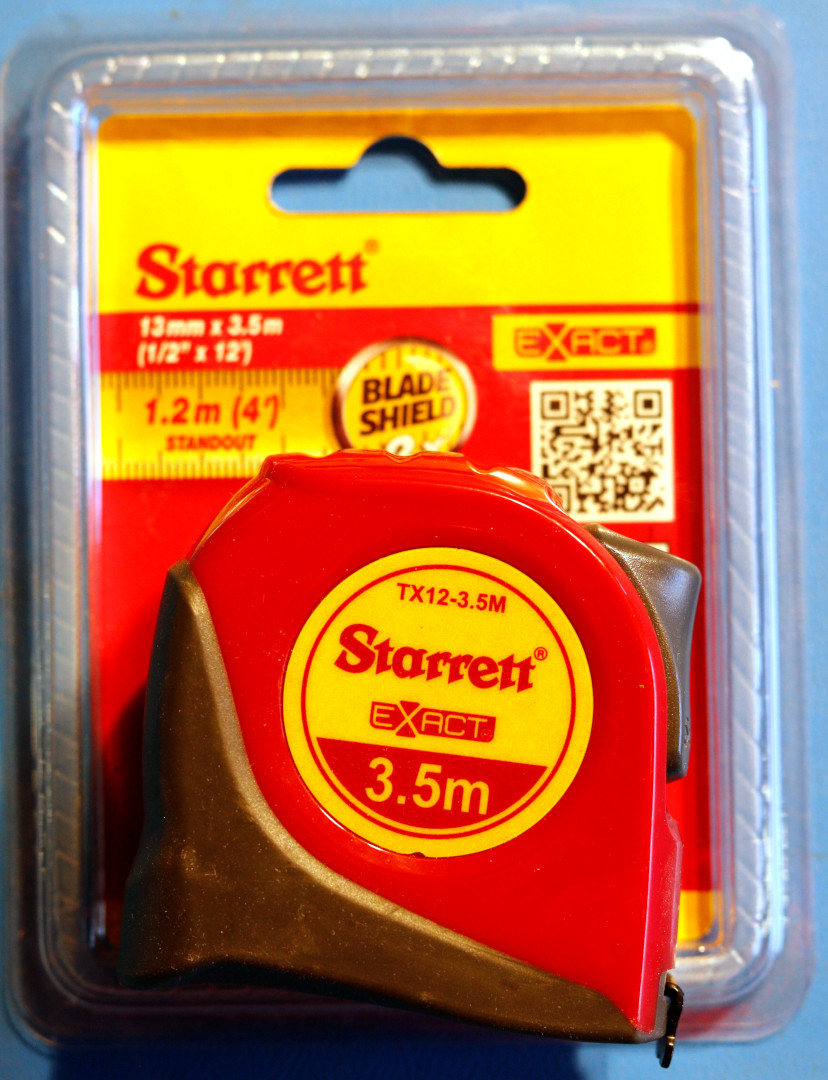 Starrett®
13mm x 3.5m
(1/2" x 12')
EXACT®
1.2m (4')
STANDOUT
BLADE
SHIELD
TX12-3.5M
Starrett®
EXACT®
3.5m